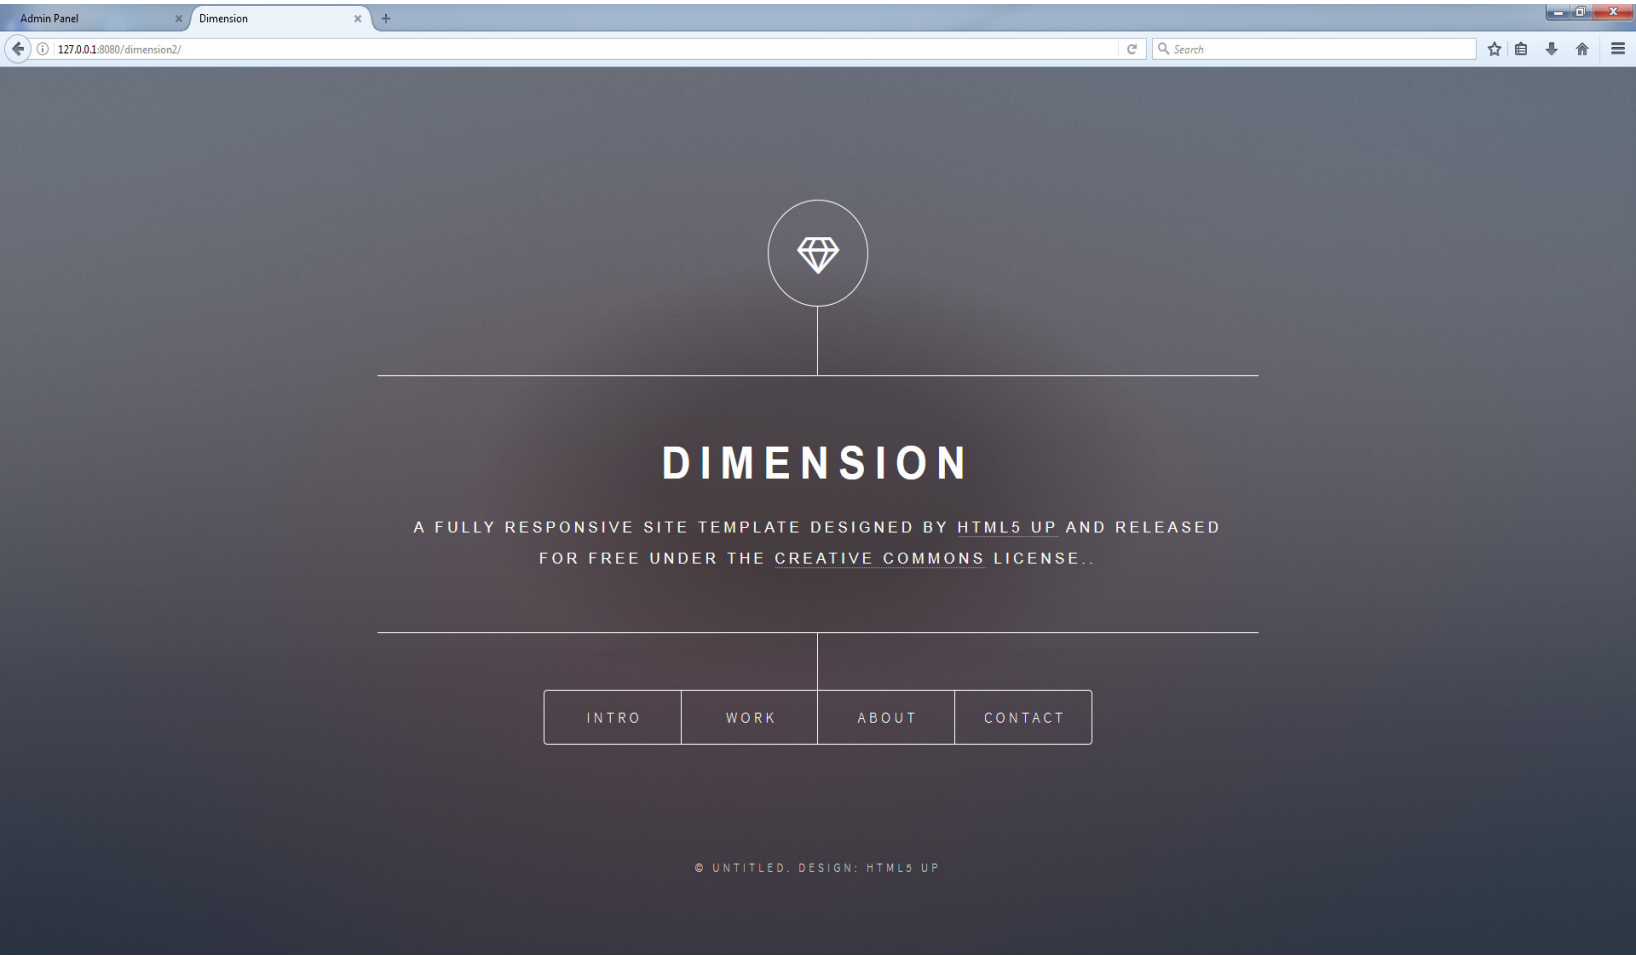 Admin Panel
Dimension
127.0.0.1:8080/dimension2/
Search
DIMENSION
A FULLY RESPONSIVE SITE TEMPLATE DESIGNED BY HTML5 UP AND RELEASED
FOR FREE UNDER THE CREATIVE COMMONS LICENSE..
INTRO
WORK
ABOUT
CONTACT
© UNTITLED. DESIGN: HTML5 UP